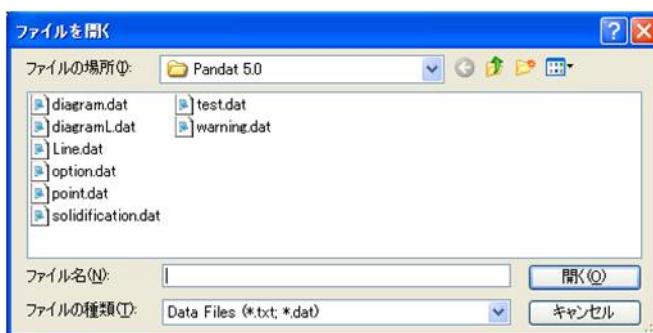 ファイルを開く
ファイルの場所(I): Pandat 5.0
diagram.dat test.dat
diagramL.dat warning.dat
Line.dat
option.dat
point.dat
solidification.dat
ファイル名(N): 開く(O)
ファイルの種類(T): Data Files (*.txt; *.dat) キャンセル